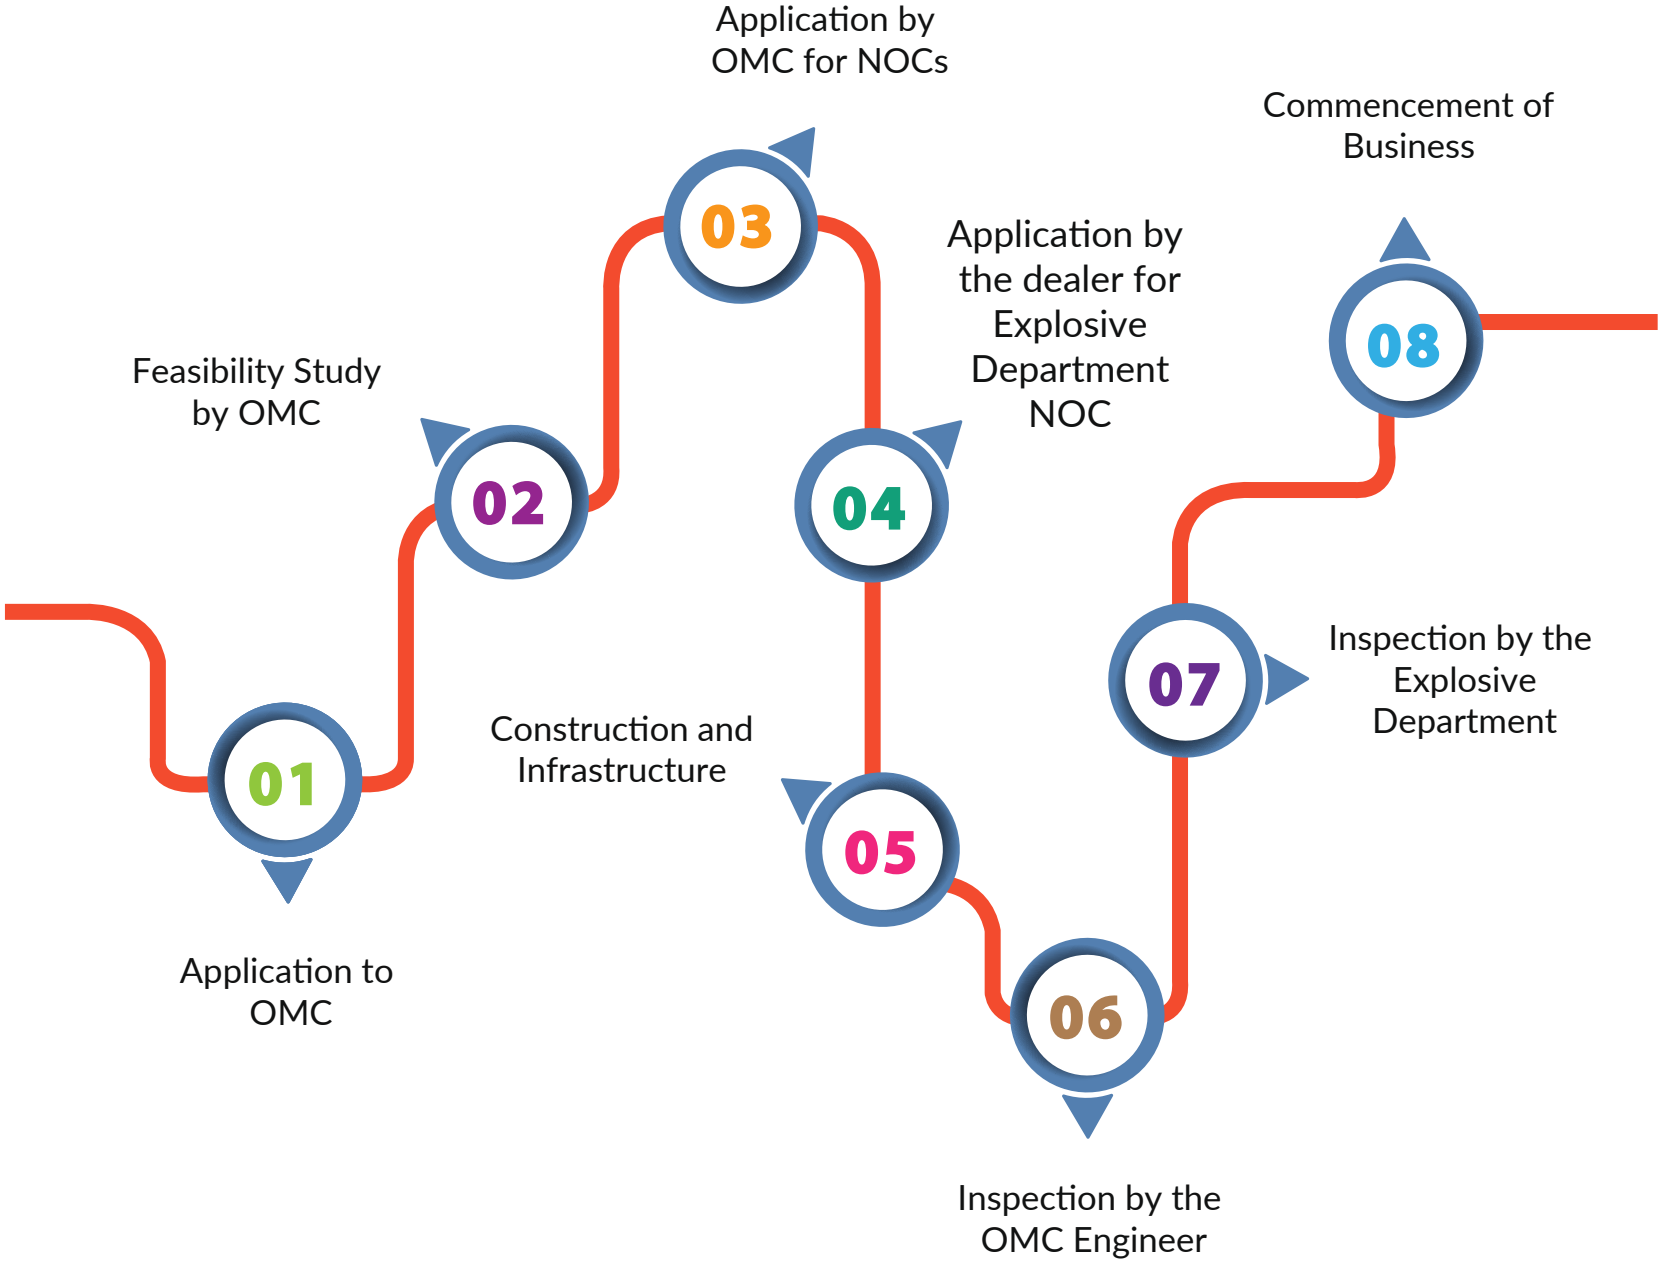 01
Application to
OMC
02
Feasibility Study
by OMC
03
Application by
OMC for NOCs
04
Application by
the dealer for
Explosive
Department
NOC
05
Construction and
Infrastructure
06
Inspection by the
OMC Engineer
07
Inspection by the
Explosive
Department
08
Commencement of
Business